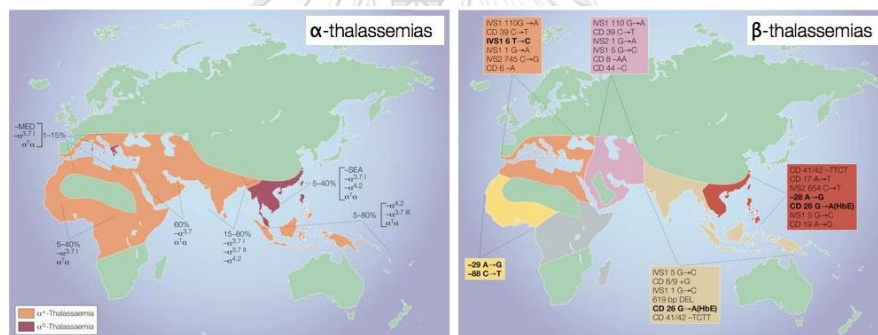 α-thalassemias
–MED
–α3.7 I
αTα
1–15%
5–40%
–α3.7 I
αTα
60%
–α3.7
αTα
15–80%
–α3.7 I
–α3.7 II
–α4.2
–SEA
–α3.7 I
–α4.2
αTα
5–40%
5–80%
–α4.2
–α3.7 III
αTα
α+-Thalassaemia
α0-Thalassaemia
β-thalassemias
IVS1 110G→A
CD 39 C→T
IVS1 6 T→C
IVS1 1 G→A
IVS2 745 C→G
CD 6 –A
IVS1 110 G→A
CD 39 C→T
IVS2 1 G→A
IVS1 5 G→C
CD 8 –AA
CD 44 –C
CD 41/42 –TTCT
CD 17 A→T
IVS2 654 C→T
–28 A→G
CD 26 G→A(HbE)
IVS1 5 G→C
CD 19 A→G
–29 A→G
–88 C→T
IVS1 5 G→C
CD 8/9 +G
IVS1 1 G→C
619 bp DEL
CD 26 G→A(HbE)
CD 41/42 –TCTT